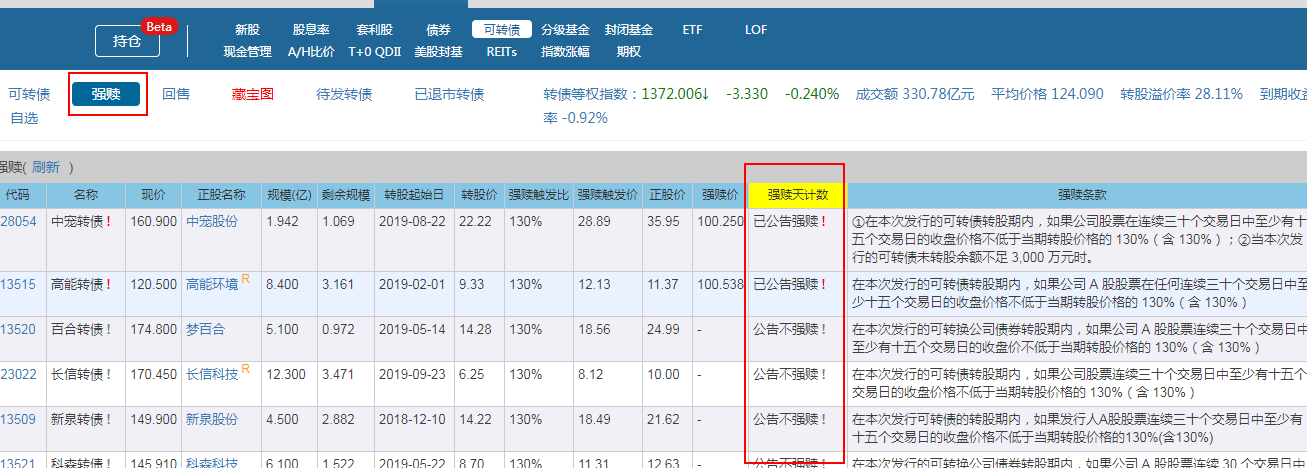 持仓 Beta
新股 股息率 套利股 债券 可转债 分级基金 封闭基金 ETF LOF
现金管理 A/H比价 T+0 QDII 美股封基 REITs 指数涨幅 期权
可转债 强赎 回售 藏宝图 待发转债 已退市转债 转债等权指数：1372.006↓ -3.330 -0.240% 成交额 330.78亿元 平均价格 124.090 转股溢价率 28.11% 到期收益
自选 率 -0.92%
强赎( 刷新 )
代码 名称 现价 正股名称 规模(亿) 剩余规模 转股起始日 转股价 强赎触发比 强赎触发价 正股价 强赎价 强赎天计数 强赎条款
28054 中宠转债！ 160.900 中宠股份 1.942 1.069 2019-08-22 22.22 130% 28.89 35.95 100.250 已公告强赎！ ①在本次发行的可转债转股期内，如果公司股票在连续三十个交易日中至少有十
五个交易日的收盘价格不低于当期转股价格的 130%（含 130%）；②当本次发
行的可转债未转股余额不足 3,000 万元时。
13515 高能转债！ 120.500 高能环境R 8.400 3.161 2019-02-01 9.33 130% 12.13 11.37 100.538 已公告强赎！ 在本次发行的可转债转股期内，如果公司 A 股股票在任何连续三十个交易日中至
少十五个交易日的收盘价格不低于当期转股价格的 130%（含 130%）
13520 百合转债！ 174.800 梦百合 5.100 0.972 2019-05-14 14.28 130% 18.56 24.99 - 公告不强赎！ 在本次发行的可转换公司债券转股期内，如果公司 A 股股票连续三十个交易日中
至少有十五个交易日的收盘价不低于当期转股价格的 130%（含 130%）
23022 长信转债！ 170.450 长信科技R 12.300 3.471 2019-09-23 6.25 130% 8.12 10.00 - 公告不强赎！ 在本次发行的可转债转股期内，如果公司股票连续三十个交易日中至少有十五个
交易日的收盘价格不低于当期转股价格的 130%（含 130%）
13509 新泉转债！ 149.900 新泉股份 4.500 2.882 2018-12-10 14.22 130% 18.49 21.62 - 公告不强赎！ 在本次发行可转债的转股期内，如果发行人A股股票连续三十个交易日中至少有
十五个交易日的收盘价格不低于当期转股价格的130%(含130%)
13521 科森转债！ 145.910 科森科技 6.100 1.522 2019-05-22 8.70 130% 11.31 12.63 - 公告不强赎！ 在本次发行的可转债转股期内，如果公司 A 股股票连续 30 个交易日中至少有